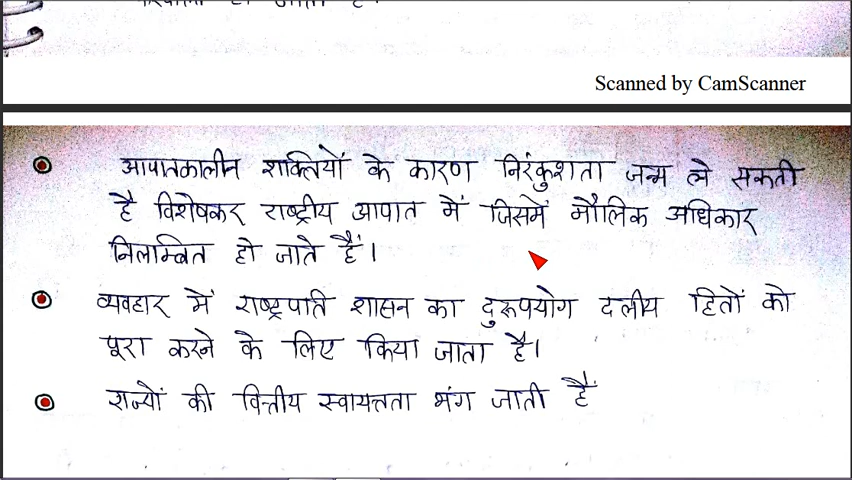 Scanned by CamScanner
आपातकालीन शक्तियों के कारण निरंकुशता जन्म ले सकती
है विशेषकर राष्ट्रीय आपात में जिसमें मौलिक अधिकार
निलम्बित हो जाते हैं।
व्यवहार में राष्ट्रपति शासन का दुरूपयोग दलीय हितों को
पूरा करने के लिए किया जाता है।
राज्यों की वित्तीय स्वायत्तता भंग जाती हैं